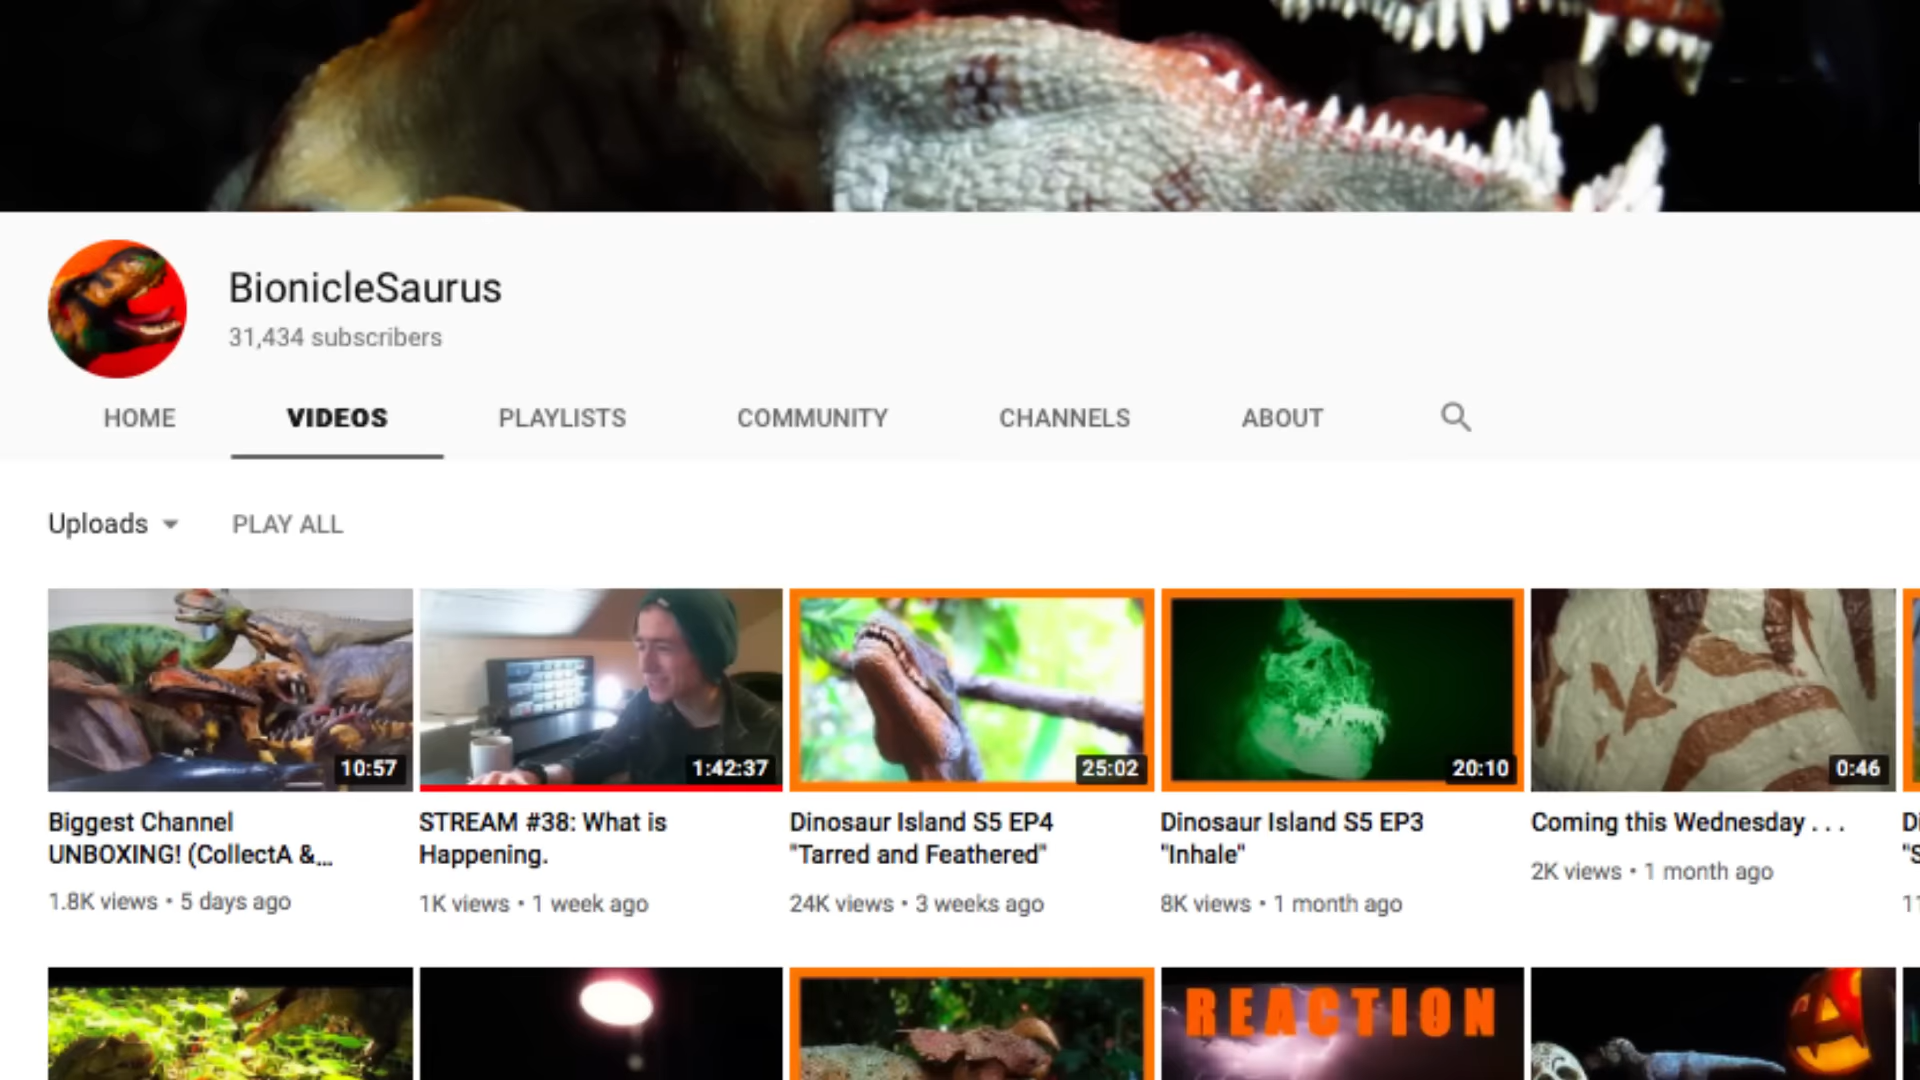 BionicleSaurus
31,434 subscribers
HOME VIDEOS PLAYLISTS COMMUNITY CHANNELS ABOUT
Uploads PLAY ALL
10:57 1:42:37 25:02 20:10 0:46
Biggest Channel
UNBOXING! (CollectA &...
1.8K views • 5 days ago
STREAM #38: What is
Happening.
1K views • 1 week ago
Dinosaur Island S5 EP4
"Tarred and Feathered"
24K views • 3 weeks ago
Dinosaur Island S5 EP3
"Inhale"
8K views • 1 month ago
Coming this Wednesday . . .
2K views • 1 month ago
REACTION